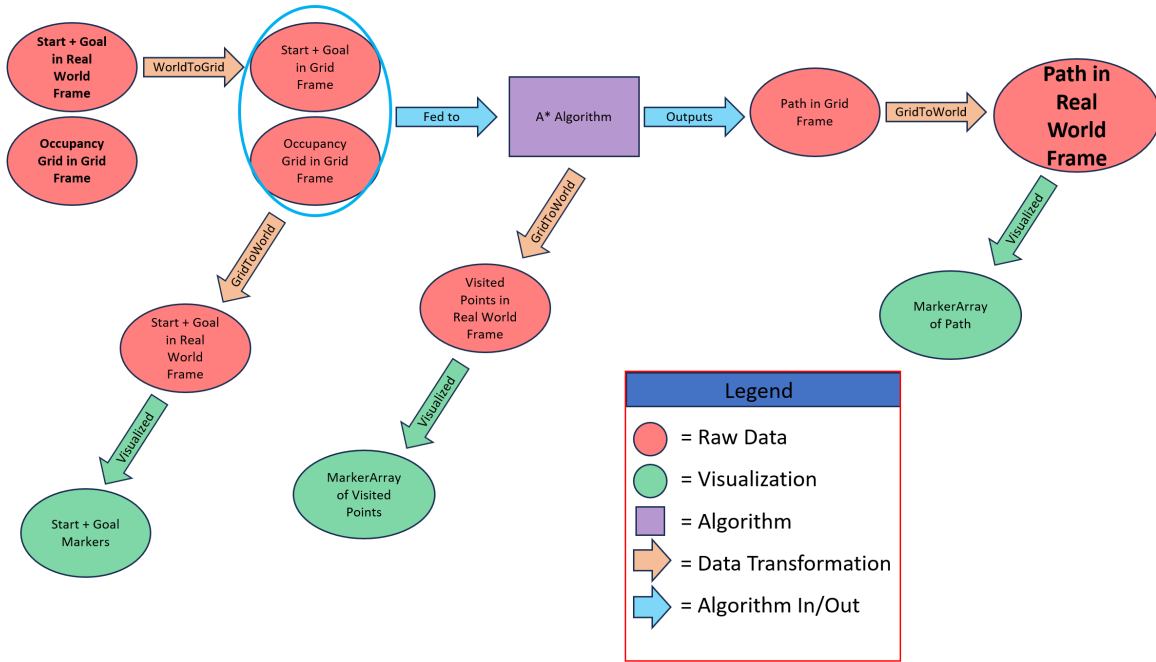 Start + Goal
in Real
World
Frame
WorldToGrid
Start + Goal
in Grid
Frame
Occupancy
Grid in Grid
Frame
Occupancy
Grid in Grid
Frame
Fed to
A* Algorithm
Outputs
Path in Grid
Frame
GridToWorld
Path in
Real
World
Frame
GridToWorld
Start + Goal
in Real
World
Frame
Visualized
Start + Goal
Markers
GridToWorld
Visited
Points in
Real World
Frame
Visualized
MarkerArray
of Visited
Points
Visualized
MarkerArray
of Path
Legend
= Raw Data
= Visualization
= Algorithm
= Data Transformation
= Algorithm In/Out